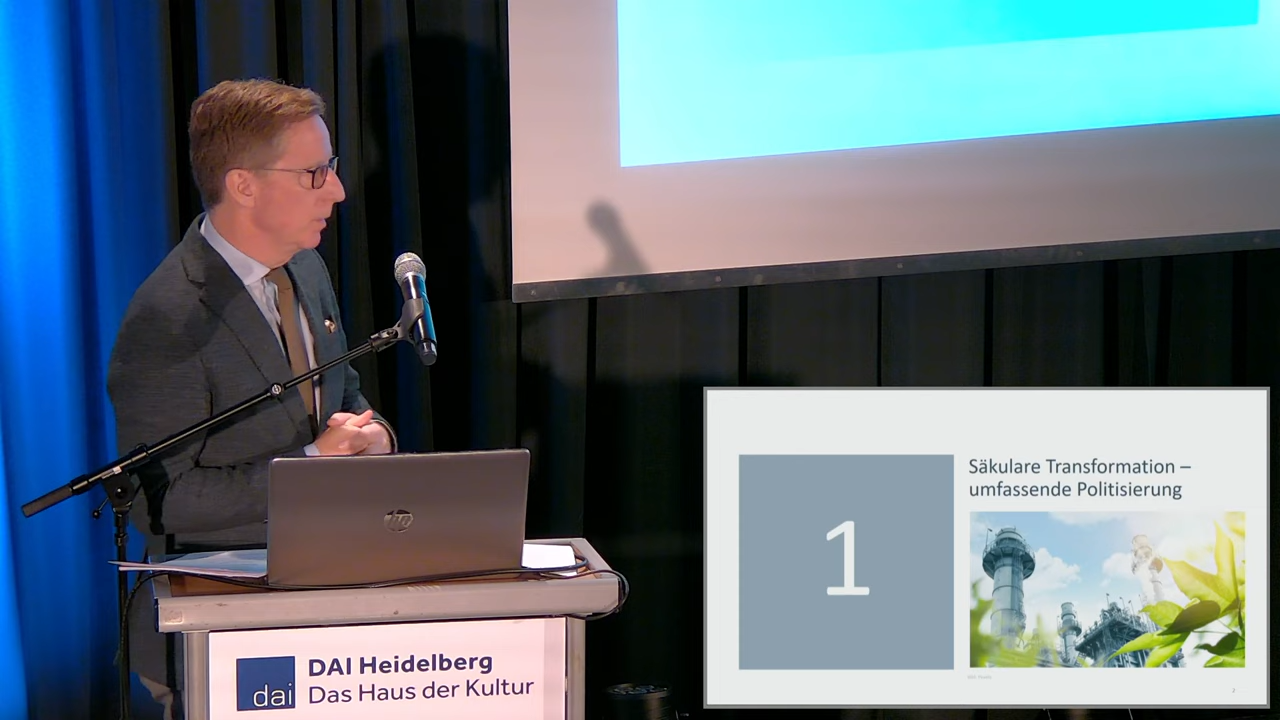 hp
dai
DAI Heidelberg
Das Haus der Kultur
1
Säkulare Transformation –
umfassende Politisierung